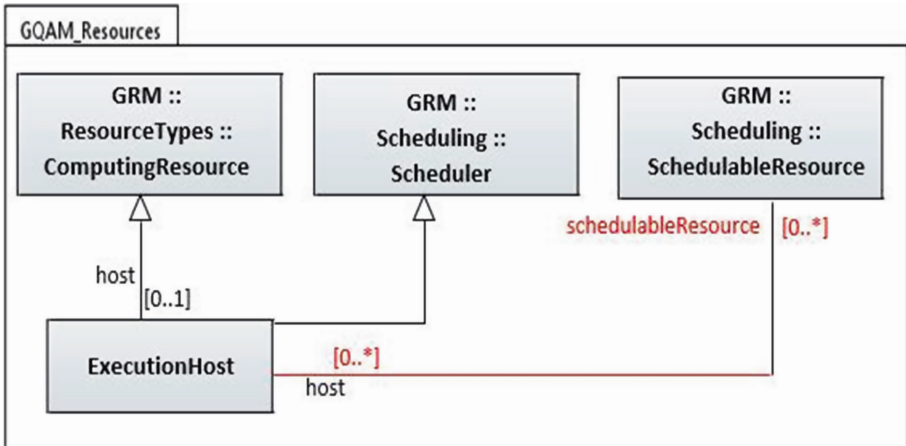 GQAM_Resources
GRM ::
ResourceTypes ::
ComputingResource
GRM ::
Scheduling ::
Scheduler
GRM ::
Scheduling ::
SchedulableResource
schedulableResource [0..*]
host
[0..1]
ExecutionHost
[0..*]
host